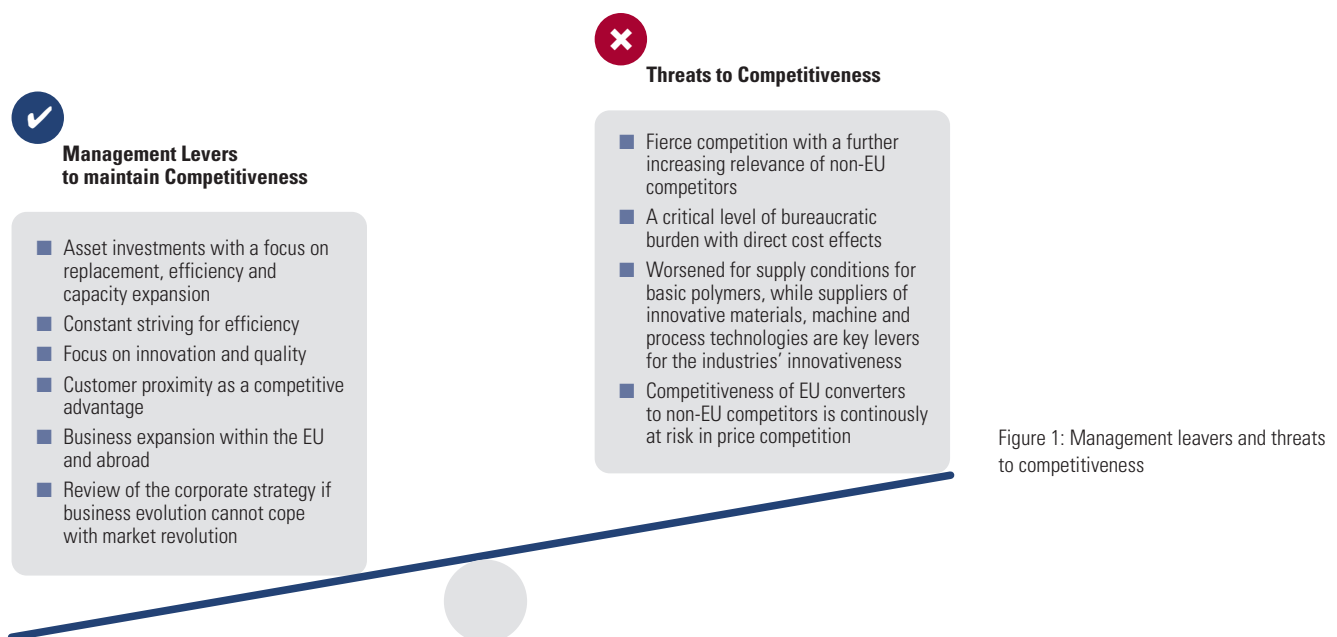 Management Levers
to maintain Competitiveness
Asset investments with a focus on
replacement, efficiency and
capacity expansion
Constant striving for efficiency
Focus on innovation and quality
Customer proximity as a competitive
advantage
Business expansion within the EU
and abroad
Review of the corporate strategy if
business evolution cannot cope
with market revolution
Threats to Competitiveness
Fierce competition with a further
increasing relevance of non-EU
competitors
A critical level of bureaucratic
burden with direct cost effects
Worsened for supply conditions for
basic polymers, while suppliers of
innovative materials, machine and
process technologies are key levers
for the industries’ innovativeness
Competitiveness of EU converters
to non-EU competitors is continously
at risk in price competition
Figure 1: Management leavers and threats
to competitiveness